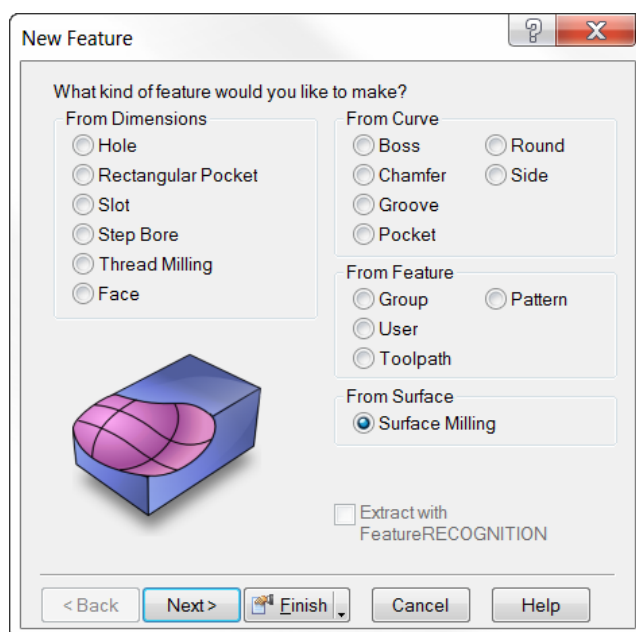 New Feature
What kind of feature would you like to make?
From Dimensions
Hole
Rectangular Pocket
Slot
Step Bore
Thread Milling
Face
From Curve
Boss
Round
Chamfer
Side
Groove
Pocket
From Feature
Group
Pattern
User
Toolpath
From Surface
Surface Milling
Extract with
FeatureRECOGNITION
< Back
Next >
Finish
Cancel
Help